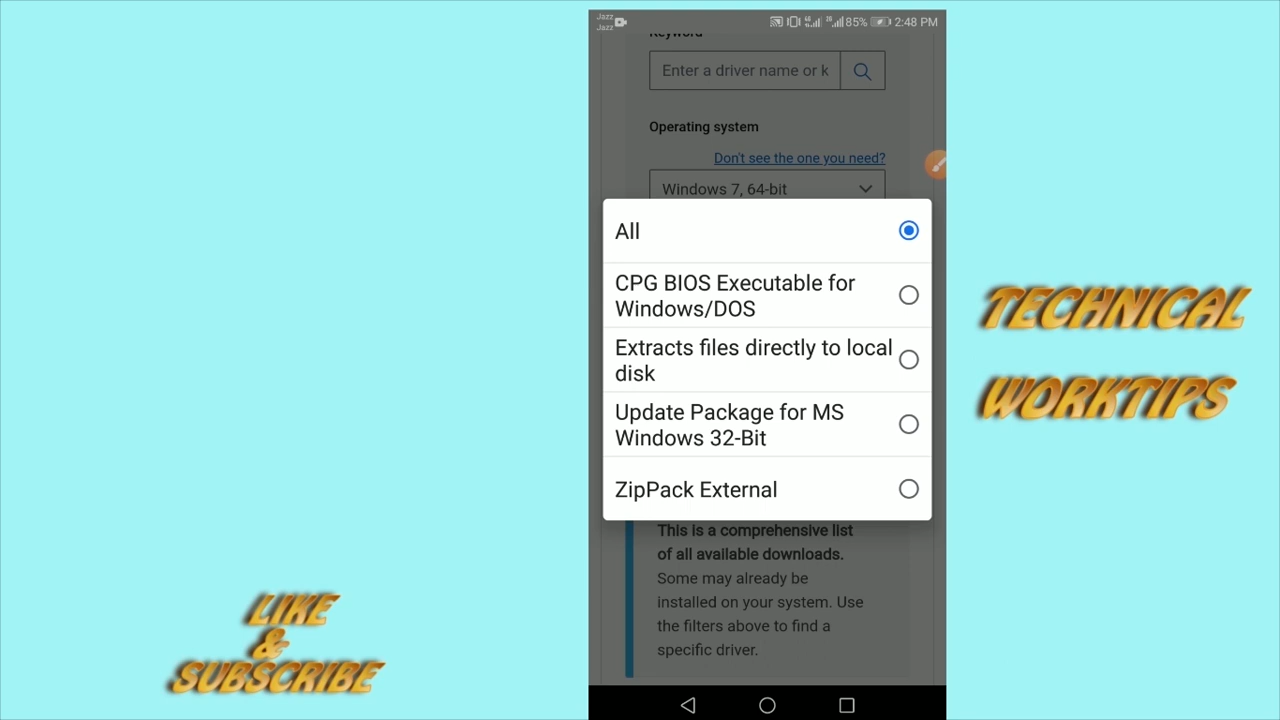 Jazz
Jazz
4G
2G
85%
2:48 PM
Keyword
Enter a driver name or k
Operating system
Don't see the one you need?
Windows 7, 64-bit
All
CPG BIOS Executable for
Windows/DOS
Extracts files directly to local
disk
Update Package for MS
Windows 32-Bit
ZipPack External
This is a comprehensive list
of all available downloads.
Some may already be
installed on your system. Use
the filters above to find a
specific driver.
TECHNICAL
WORKTIPS
LIKE
&
SUBSCRIBE